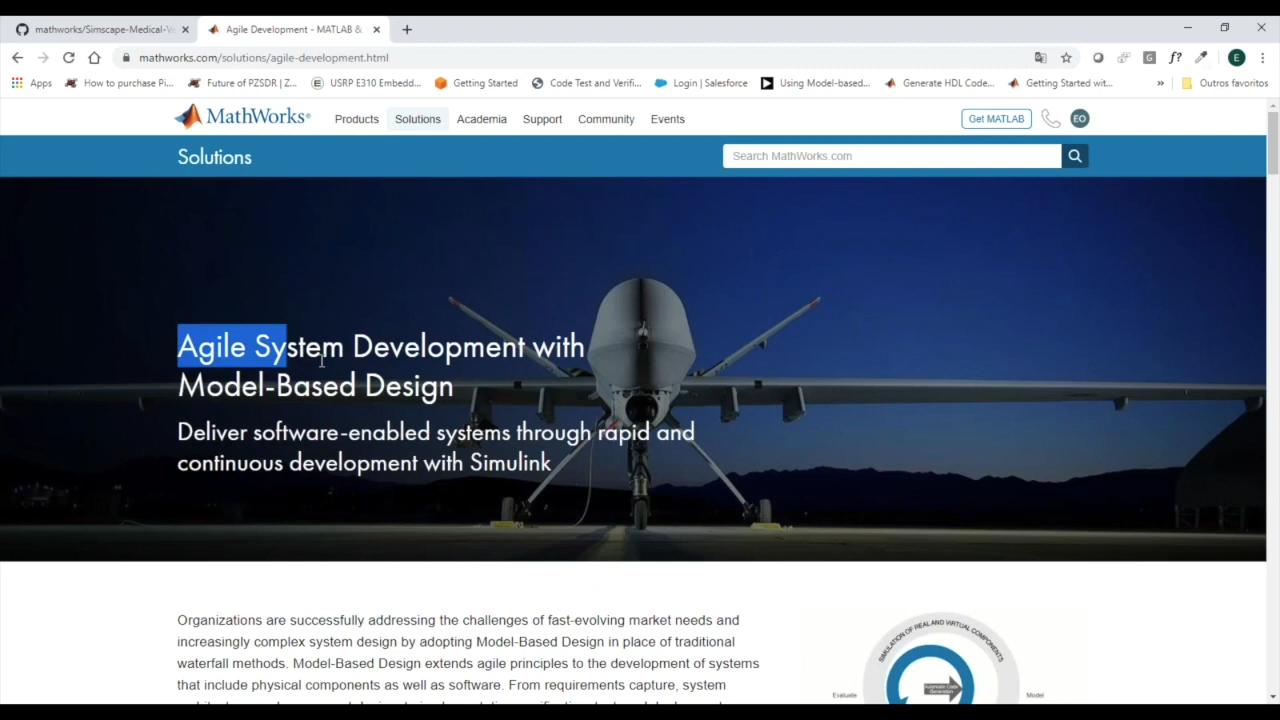 mathworks/Simscape-Medical-Ve
Agile Development - MATLAB &
mathworks.com/solutions/agile-development.html
Apps
How to purchase Pi...
Future of PZSDR | Z...
USRP E310 Embedd...
Getting Started
Code Test and Verifi...
Login | Salesforce
Using Model-based...
Generate HDL Code...
Getting Started wit...
»
Outros favoritos
MathWorks®
Products
Solutions
Academia
Support
Community
Events
Get MATLAB
EO
Solutions
Search MathWorks.com
Agile System Development with
Model-Based Design
Deliver software-enabled systems through rapid and
continuous development with Simulink
Organizations are successfully addressing the challenges of fast-evolving market needs and
increasingly complex system design by adopting Model-Based Design in place of traditional
waterfall methods. Model-Based Design extends agile principles to the development of systems
that include physical components as well as software. From requirements capture, system
SIMULATION OF REAL AND VIRTUAL COMPONENTS
Evaluate
Automatic Code
Generation
Model